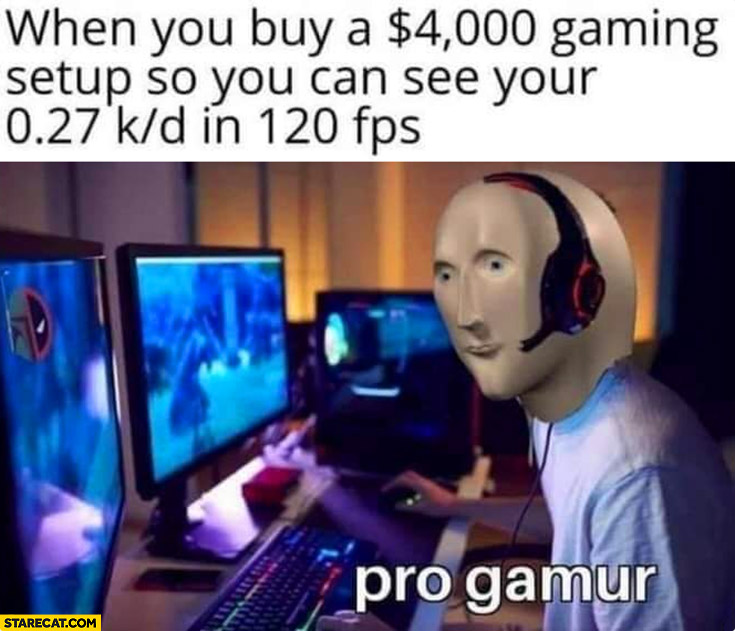 When you buy a $4,000 gaming
setup so you can see your
0.27 k/d in 120 fps
pro gamur
STARECAT.COM